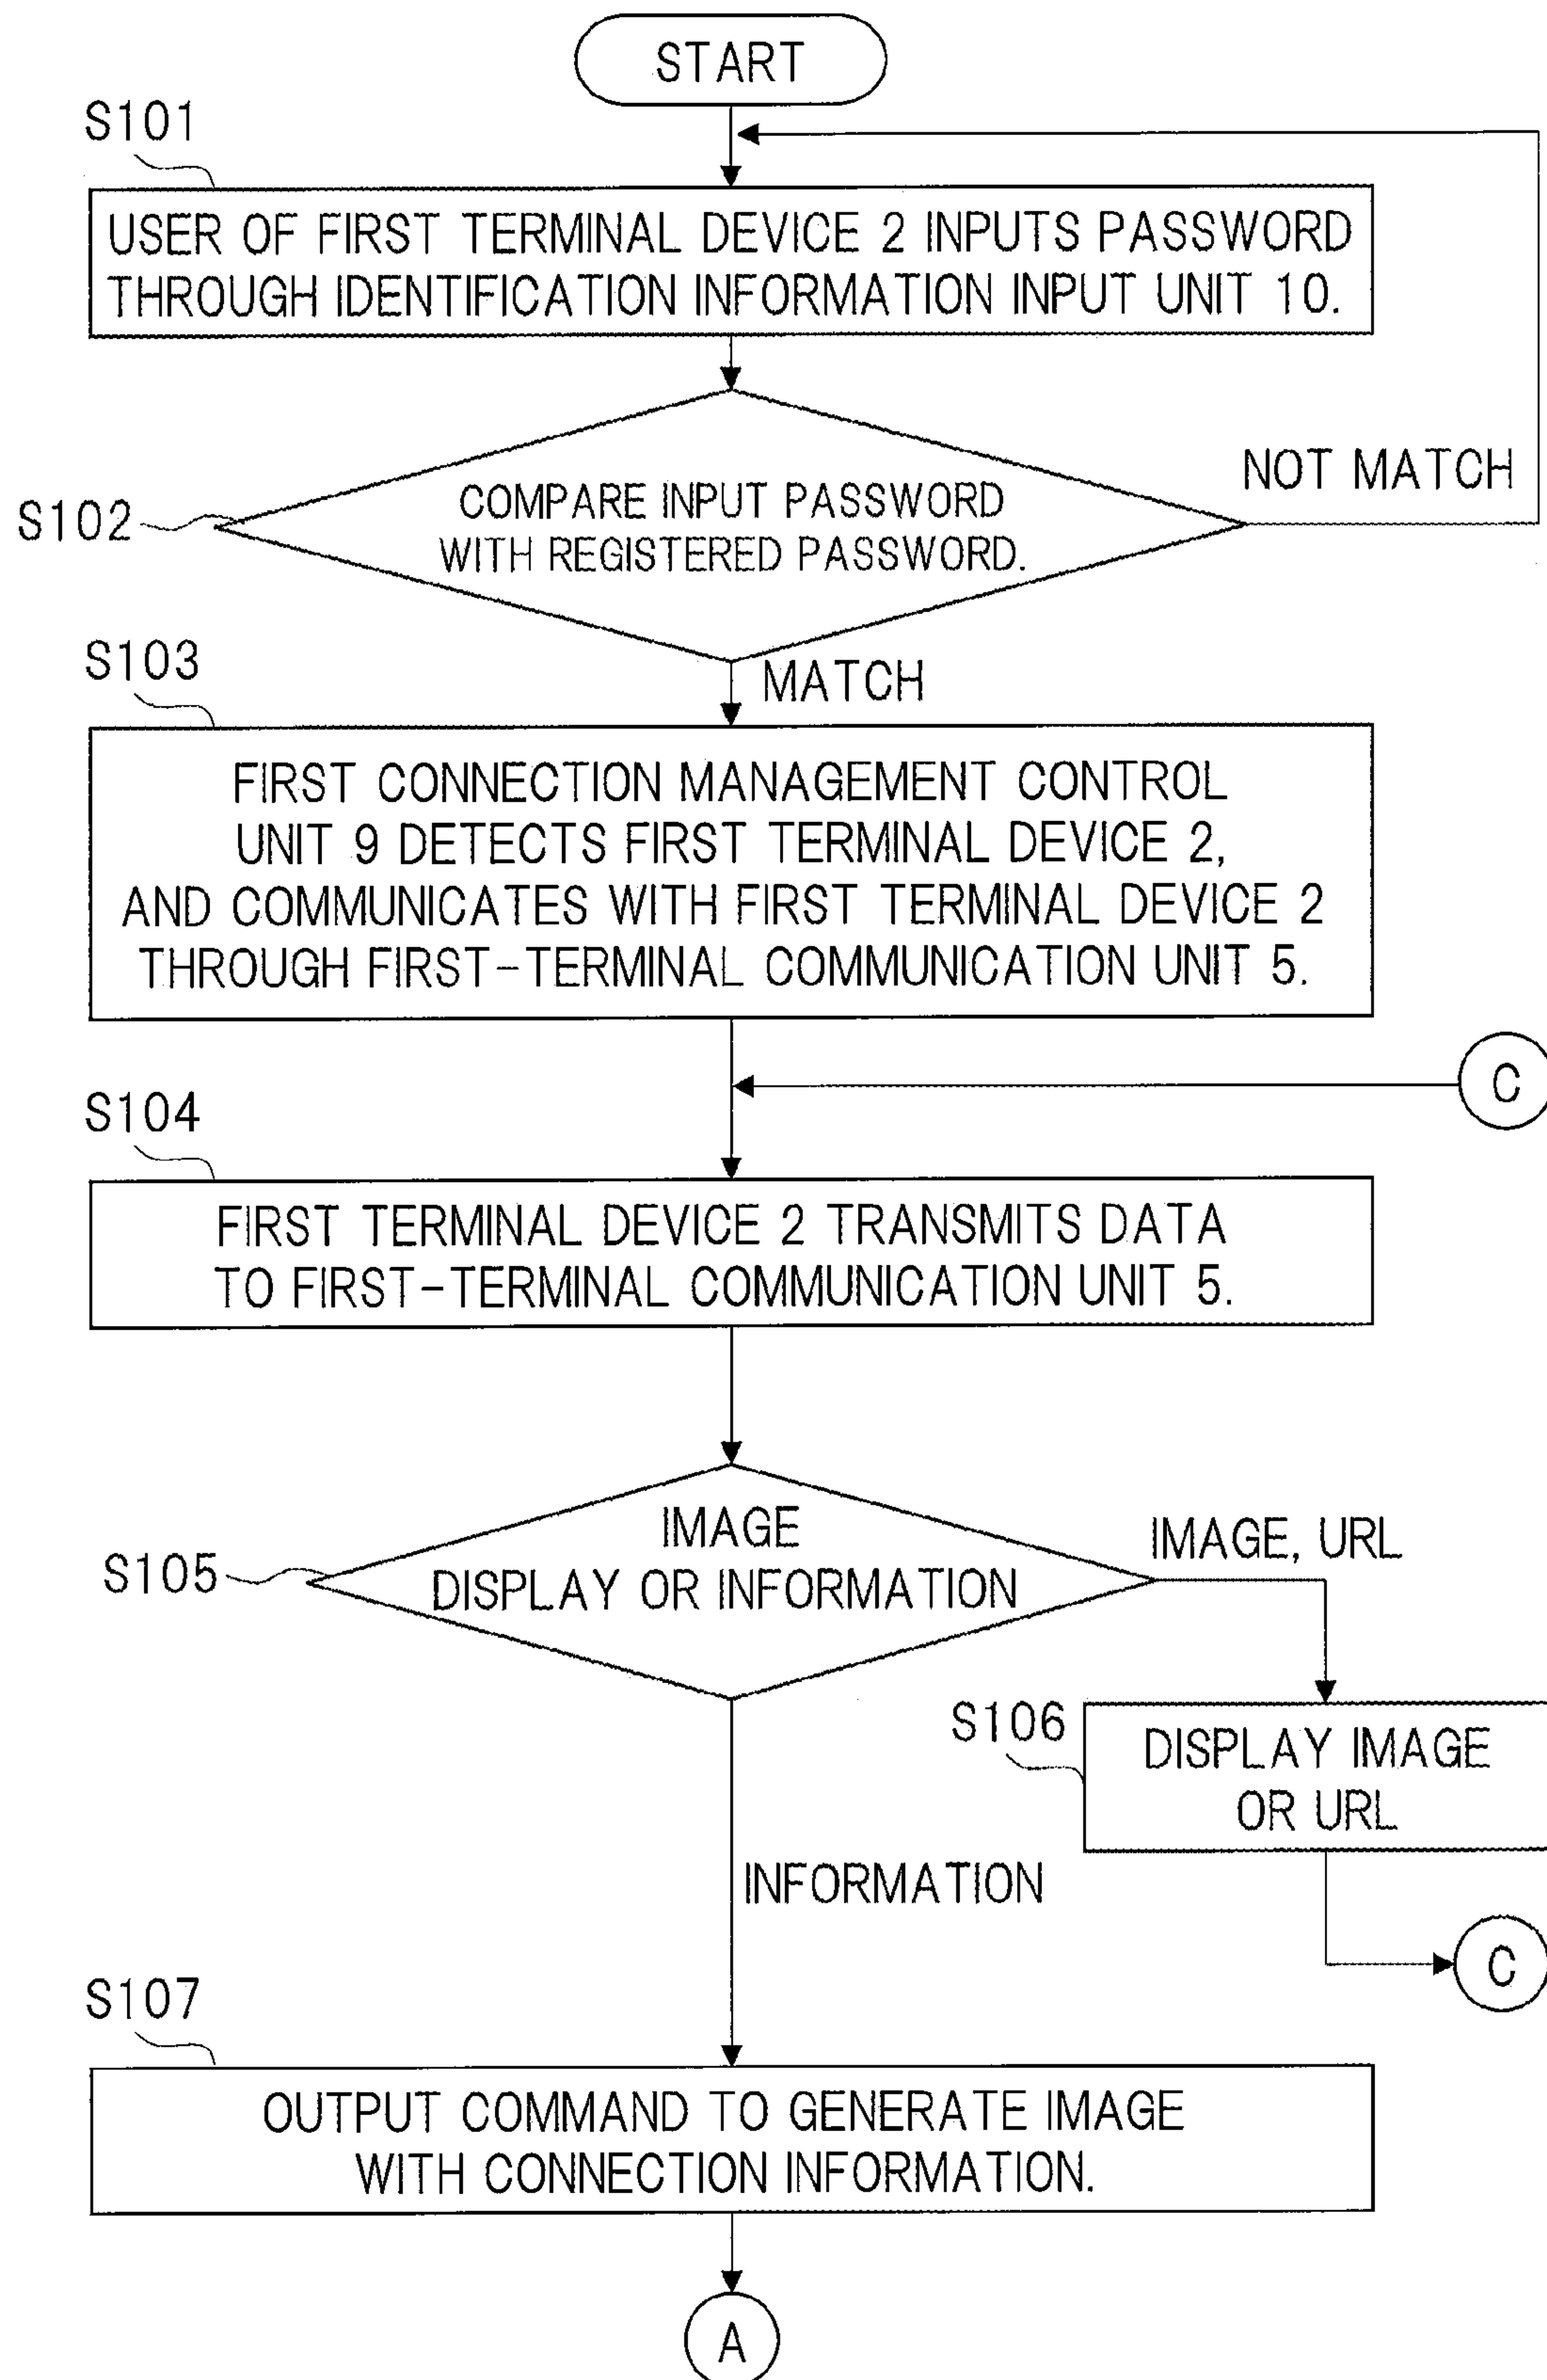 START
S101
USER OF FIRST TERMINAL DEVICE 2 INPUTS PASSWORD
THROUGH IDENTIFICATION INFORMATION INPUT UNIT 10.
NOT MATCH
S102
COMPARE INPUT PASSWORD
WITH REGISTERED PASSWORD.
S103
MATCH
FIRST CONNECTION MANAGEMENT CONTROL
UNIT 9 DETECTS FIRST TERMINAL DEVICE 2,
AND COMMUNICATES WITH FIRST TERMINAL DEVICE 2
THROUGH FIRST-TERMINAL COMMUNICATION UNIT 5.
C
S104
FIRST TERMINAL DEVICE 2 TRANSMITS DATA
TO FIRST-TERMINAL COMMUNICATION UNIT 5.
S105
IMAGE
DISPLAY OR INFORMATION
IMAGE, URL
S106
DISPLAY IMAGE
OR URL
INFORMATION
C
S107
OUTPUT COMMAND TO GENERATE IMAGE
WITH CONNECTION INFORMATION.
A